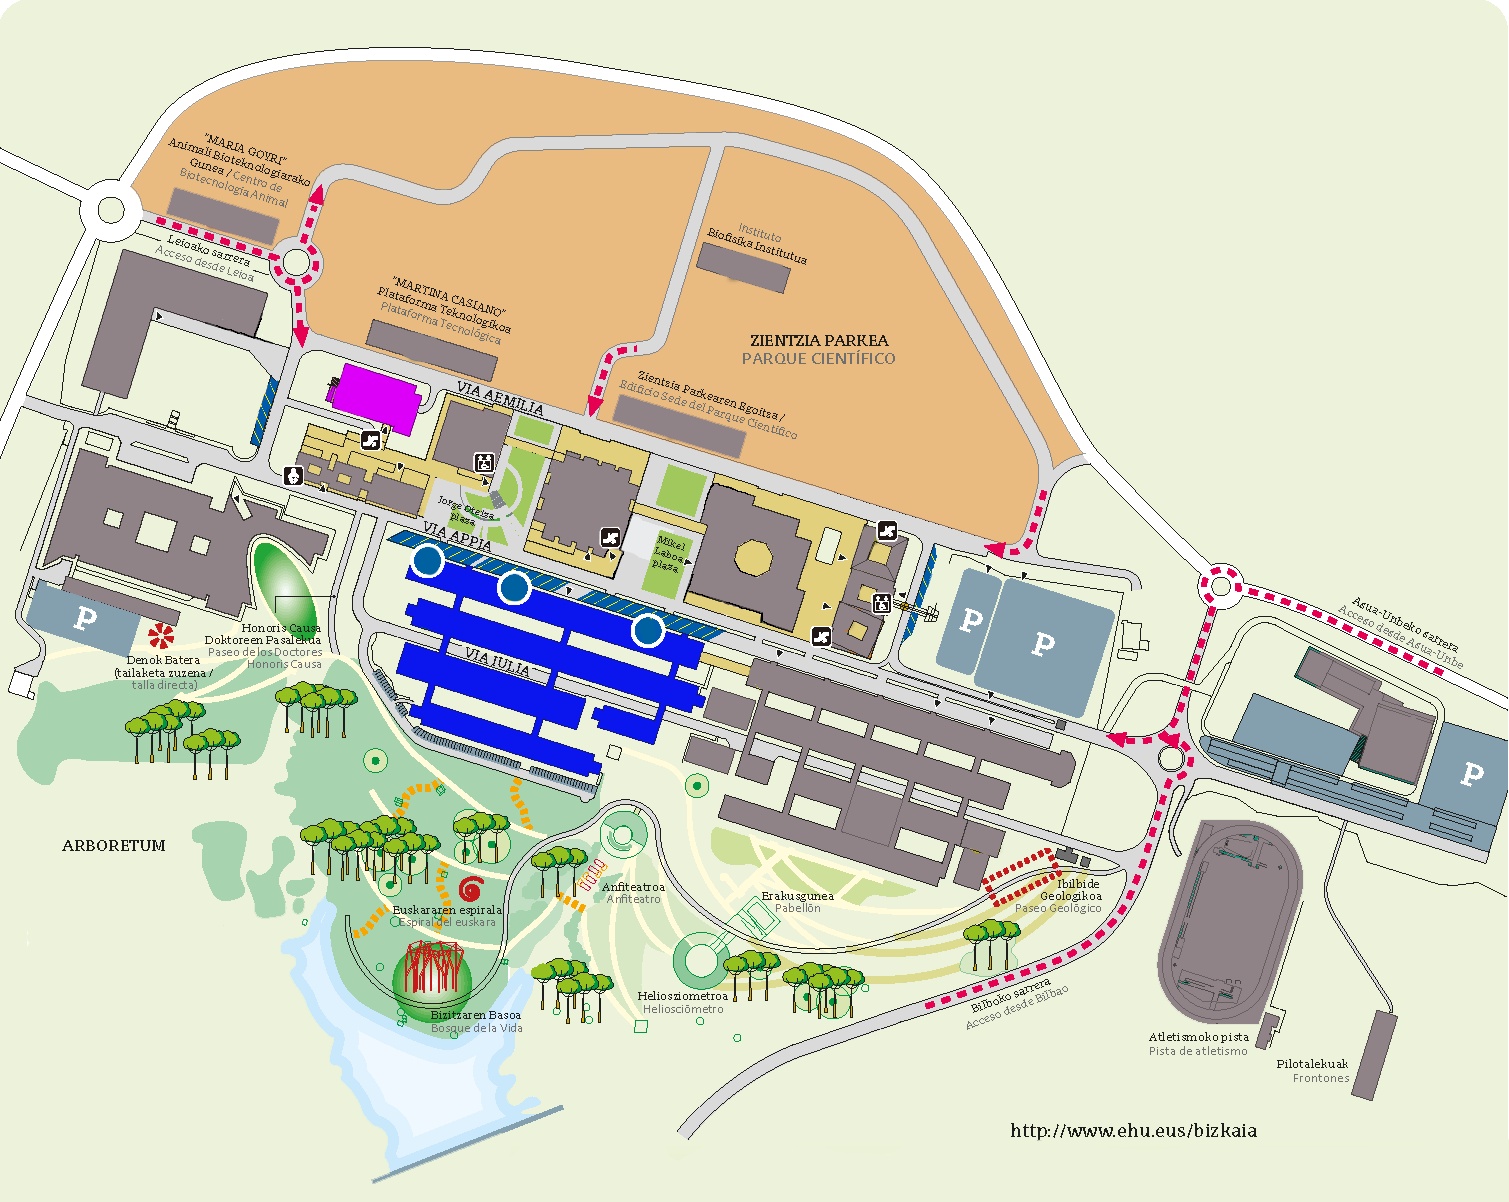 "MARIA GOYRI"
Animali Bioteknologiarako
Gunea / Centro de
Biotecnología Animal
Leioako sarrera
Acceso desde Leioa
"MARTINA CASIANO"
Plataforma Teknologikoa
Plataforma Tecnológica
Instituto
Biofisika Institutua
ZIENTZIA PARKEA
PARQUE CIENTÍFICO
Zientzia Parkearen Egoitza /
Edificio Sede del Parque Científico
VIA AEMILIA
Jorge Oteiza
plaza
VIA APPIA
Mikel
Laboa
plaza
VIA IULIA
P
P
P
P
Agua-Unbeko sarrera
Acceso desde Asua-Unbe
Honoris Causa
Doktoreen Pasalekua
Paseo de los Doctores
Honoris Causa
Denok Batera
(tailaketa zuzena /
talla directa)
ARBORETUM
Euskararen espirala
Espiral del euskara
Anfiteatroa
Anfiteatro
Erakusgunea
Pabellón
Ibilbide
Geologikoa
Paseo Geológico
Heliosziometroa
Heliosciómetro
Bizitzaren Basoa
Bosque de la Vida
Bilboko sarrera
Acceso desde Bilbao
Atletismoko pista
Pista de atletismo
Pilotalekuak
Frontones
http://www.ehu.eus/bizkaia